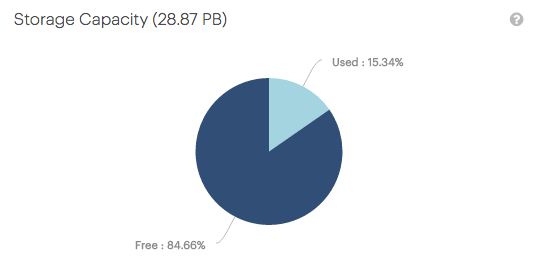 Storage Capacity (28.87 PB)
?
Used : 15.34%
Free : 84.66%